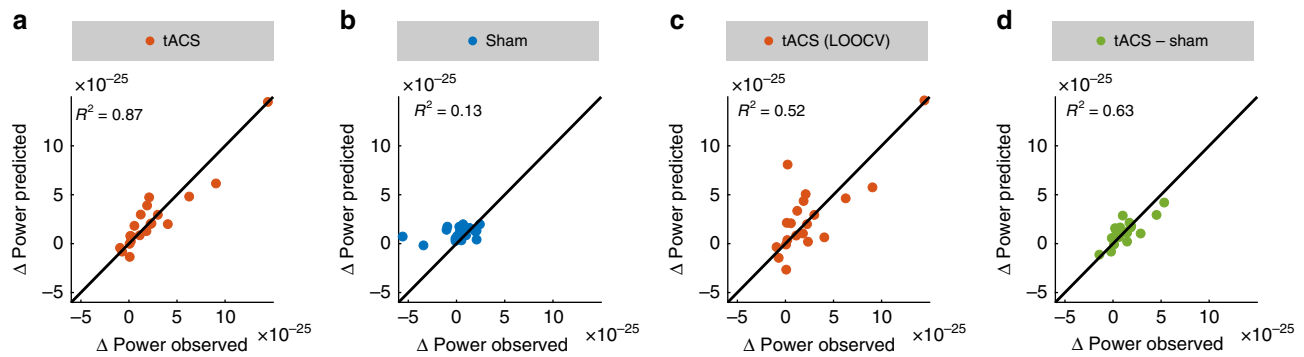 a
tACS
×10⁻²⁵
R² = 0.87
Δ Power predicted
10
5
0
−5
−5 0 5 10
×10⁻²⁵
Δ Power observed
b
Sham
×10⁻²⁵
R² = 0.13
Δ Power predicted
10
5
0
−5
−5 0 5 10
×10⁻²⁵
Δ Power observed
c
tACS (LOOCV)
×10⁻²⁵
R² = 0.52
Δ Power predicted
10
5
0
−5
−5 0 5 10
×10⁻²⁵
Δ Power observed
d
tACS – sham
×10⁻²⁵
R² = 0.63
Δ Power predicted
10
5
0
−5
−5 0 5 10
×10⁻²⁵
Δ Power observed